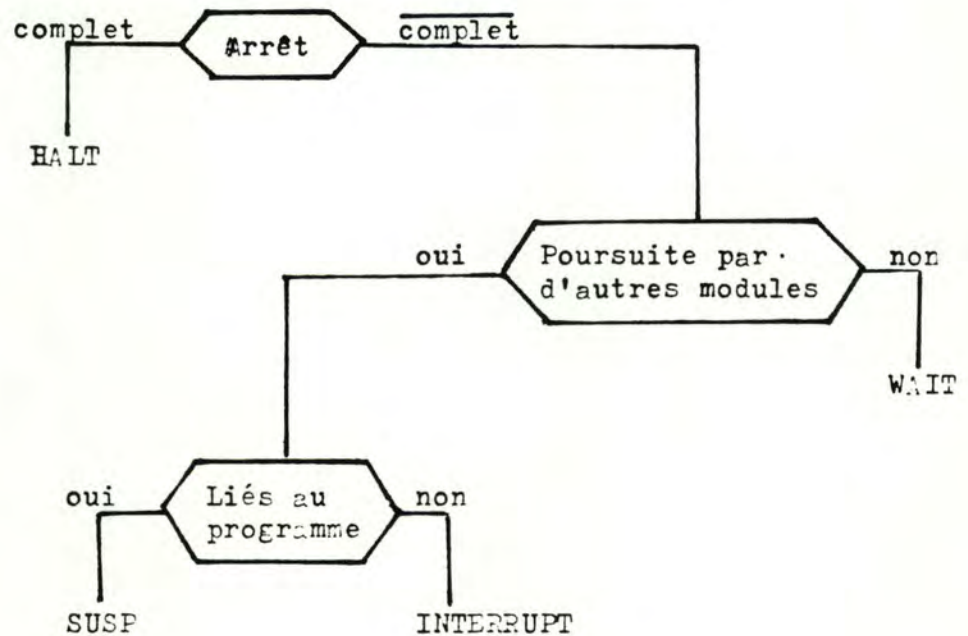 complet
Arrêt
complet
HALT
oui
Poursuite par
d'autres modules
non
WAIT
oui
Liés au
programme
non
SUSP
INTERRUPT